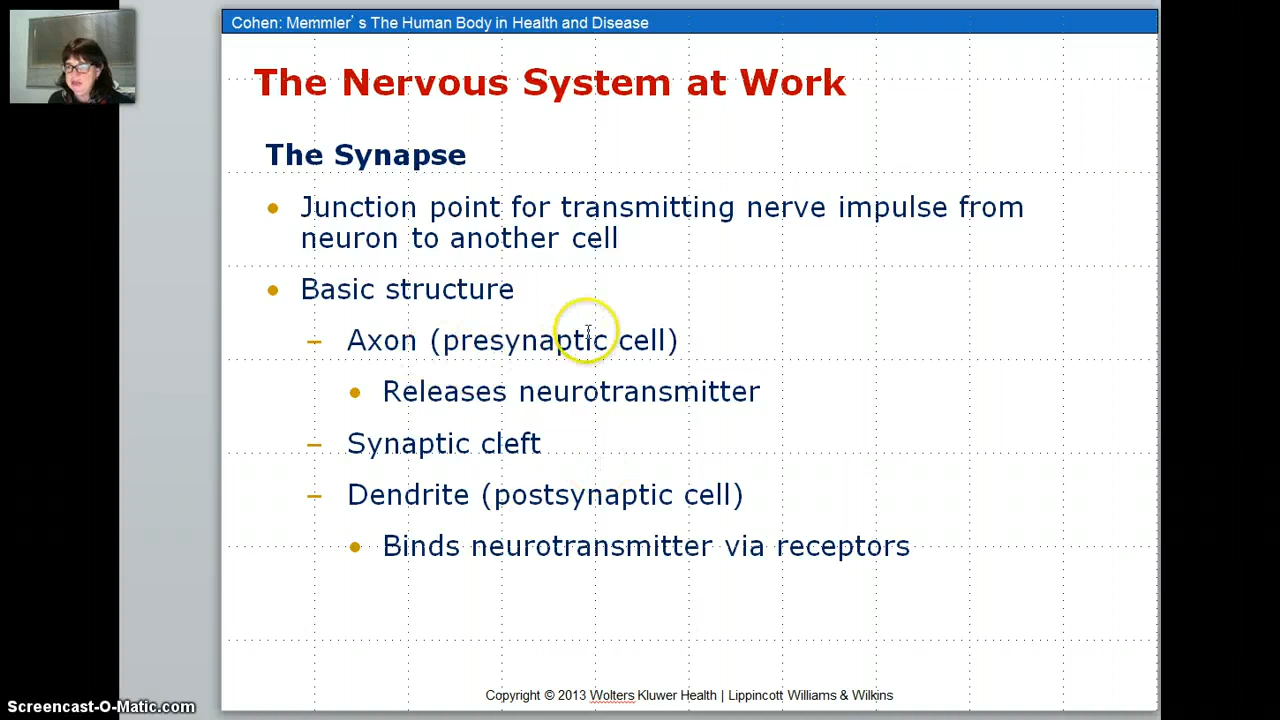 Cohen: Memmler's The Human Body in Health and Disease
The Nervous System at Work
The Synapse
• Junction point for transmitting nerve impulse from
neuron to another cell
• Basic structure
– Axon (presynaptic cell)
• Releases neurotransmitter
– Synaptic cleft
– Dendrite (postsynaptic cell)
• Binds neurotransmitter via receptors
Copyright © 2013 Wolters Kluwer Health | Lippincott Williams & Wilkins
Screencast-O-Matic.com